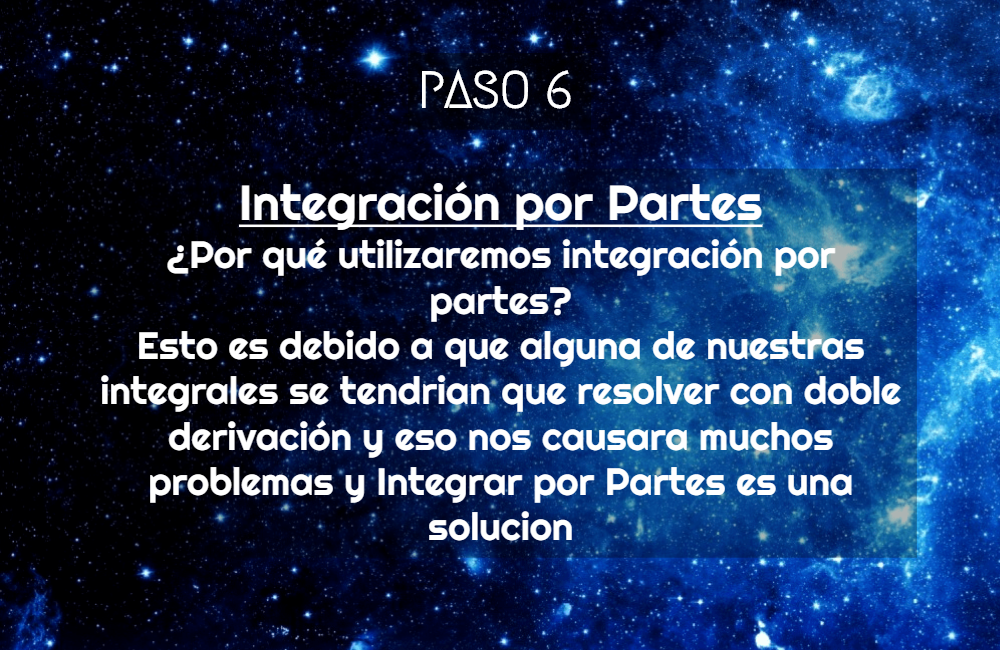 PASO 6
Integración por Partes
¿Por qué utilizaremos integración por
partes?
Esto es debido a que alguna de nuestras
integrales se tendrian que resolver con doble
derivación y eso nos causara muchos
problemas y Integrar por Partes es una
solucion